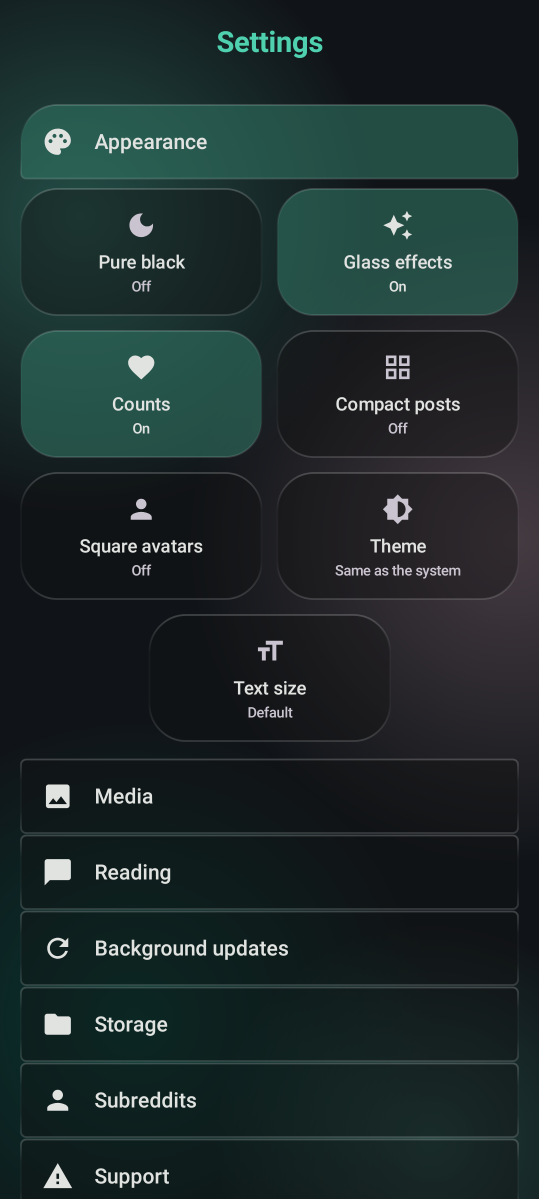 Settings
Appearance
Pure black
Off
Glass effects
On
Counts
On
Compact posts
Off
Square avatars
Off
Theme
Same as the system
Text size
Default
Media
Reading
Background updates
Storage
Subreddits
Support